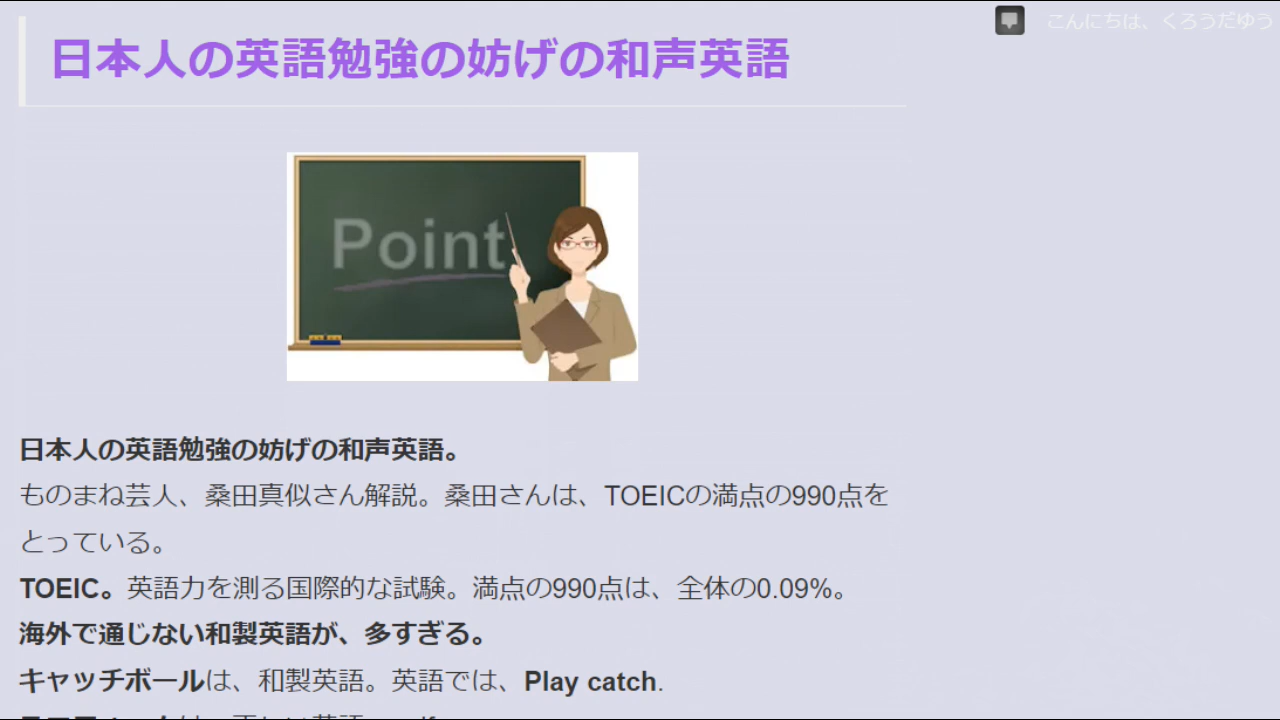 こんにちは、くろうだゆう
日本人の英語勉強の妨げの和声英語
Point
日本人の英語勉強の妨げの和声英語。
ものまね芸人、桑田真似さん解説。桑田さんは、TOEICの満点の990点を
とっている。
TOEIC。英語力を測る国際的な試験。満点の990点は、全体の0.09%。
海外で通じない和製英語が、多すぎる。
キャッチボールは、和製英語。英語では、Play catch.